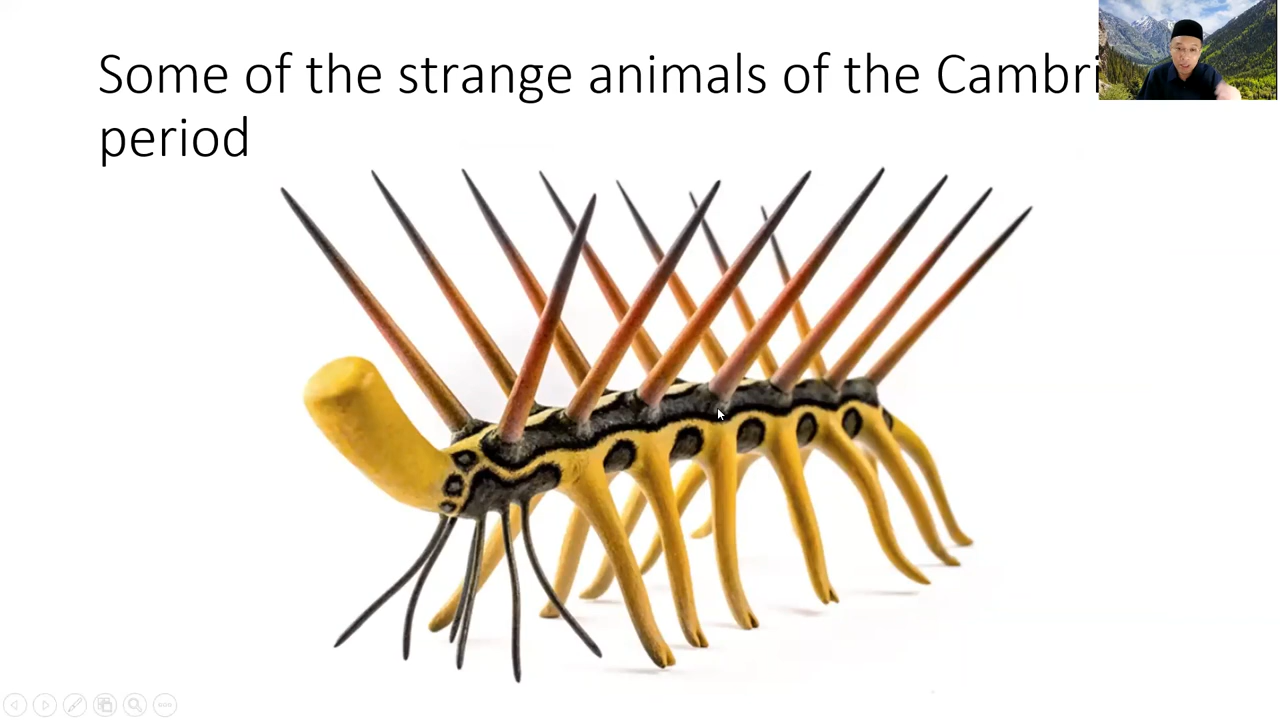 Some of the strange animals of the Cambri
period